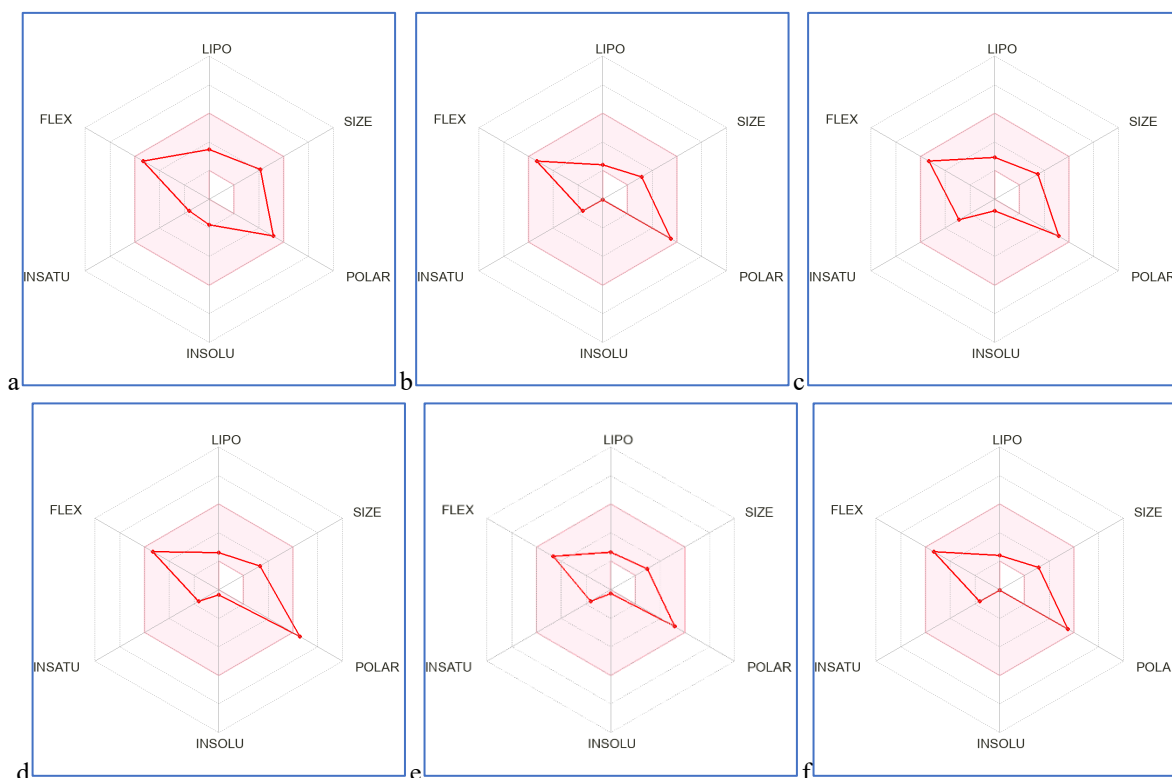 LIPO LIPO LIPO
FLEX SIZE FLEX SIZE FLEX SIZE
INSATU POLAR INSATU POLAR INSATU POLAR
INSOLU INSOLU INSOLU
a b c
LIPO LIPO LIPO
FLEX SIZE FLEX SIZE FLEX SIZE
INSATU POLAR INSATU POLAR INSATU POLA
INSOLU INSOLU INSOLU
d e f